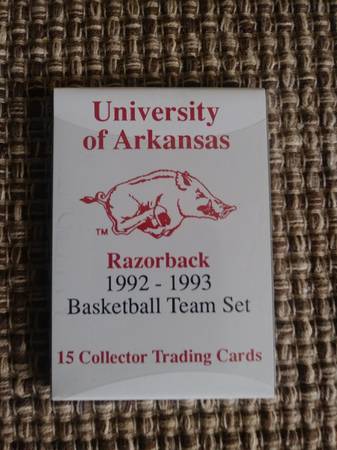 University
of Arkansas
TM
Razorback
1992 - 1993
Basketball Team Set
15 Collector Trading Cards